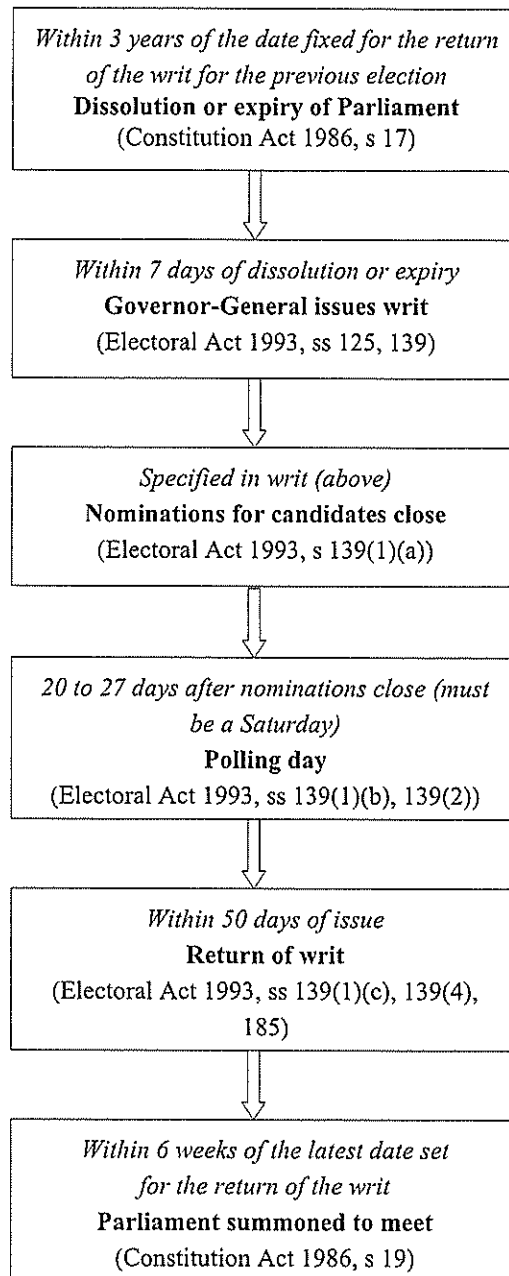 Within 3 years of the date fixed for the return
of the writ for the previous election
Dissolution or expiry of Parliament
(Constitution Act 1986, s 17)
Within 7 days of dissolution or expiry
Governor-General issues writ
(Electoral Act 1993, ss 125, 139)
Specified in writ (above)
Nominations for candidates close
(Electoral Act 1993, s 139(1)(a))
20 to 27 days after nominations close (must
be a Saturday)
Polling day
(Electoral Act 1993, ss 139(1)(b), 139(2))
Within 50 days of issue
Return of writ
(Electoral Act 1993, ss 139(1)(c), 139(4),
185)
Within 6 weeks of the latest date set
for the return of the writ
Parliament summoned to meet
(Constitution Act 1986, s 19)